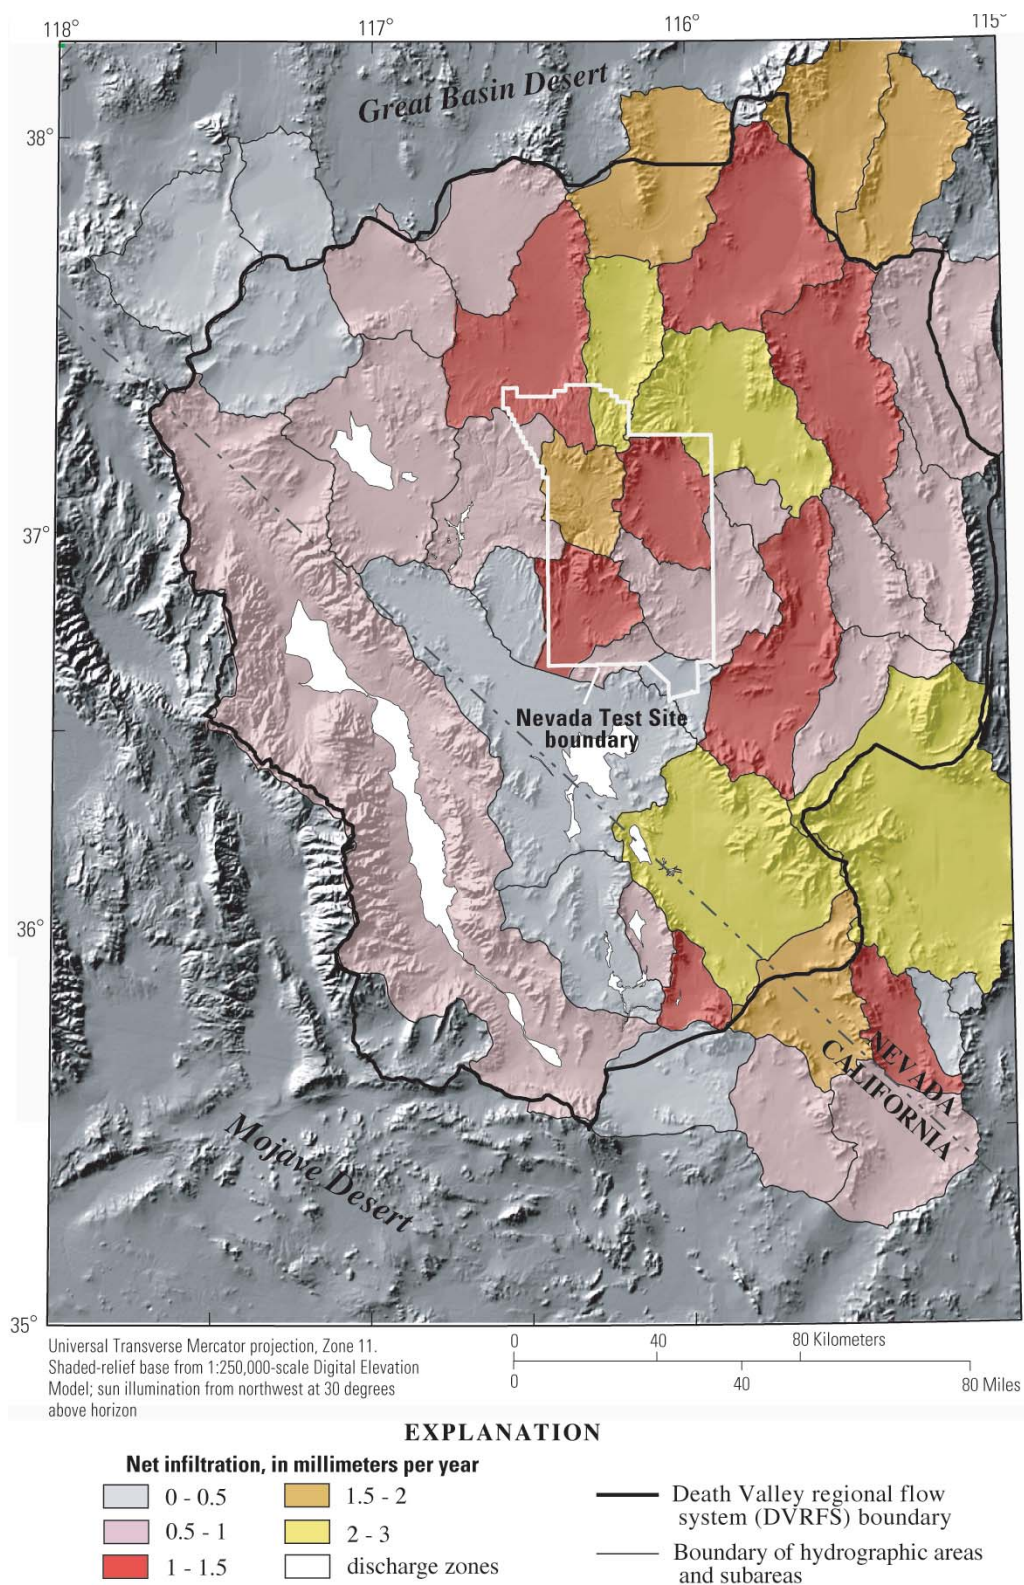 118°
117°
116°
115°
Great Basin Desert
38°
37°
Nevada Test Site
boundary
36°
NEVADA
CALIFORNIA
Mojave Desert
35°
Universal Transverse Mercator projection, Zone 11.
Shaded-relief base from 1:250,000-scale Digital Elevation
Model; sun illumination from northwest at 30 degrees
above horizon
0 40 80 Kilometers
0 40 80 Miles
EXPLANATION
Net infiltration, in millimeters per year
0 - 0.5
0.5 - 1
1 - 1.5
1.5 - 2
2 - 3
discharge zones
Death Valley regional flow
system (DVRFS) boundary
Boundary of hydrographic areas
and subareas